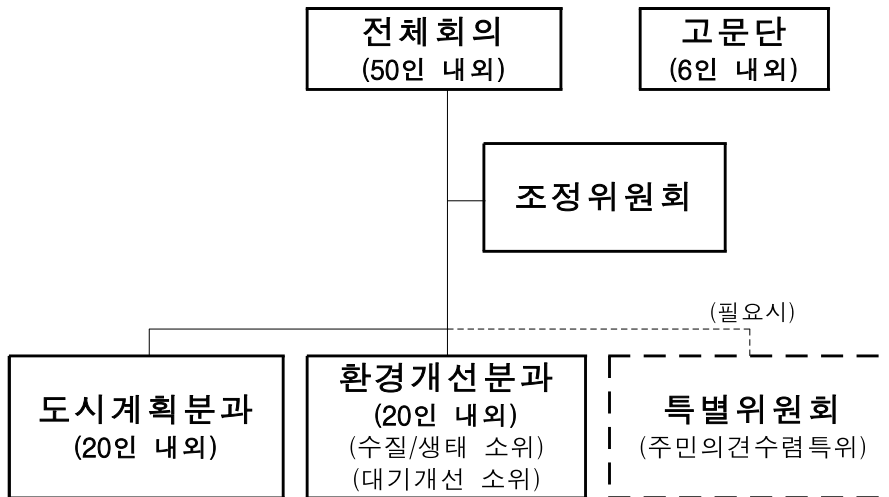 전체회의
(50인 내외)
고문단
(6인 내외)
조정위원회
(필요시)
도시계획분과
(20인 내외)
환경개선분과
(20인 내외)
(수질/생태 소위)
(대기개선 소위)
특별위원회
(주민의견수렴특위)